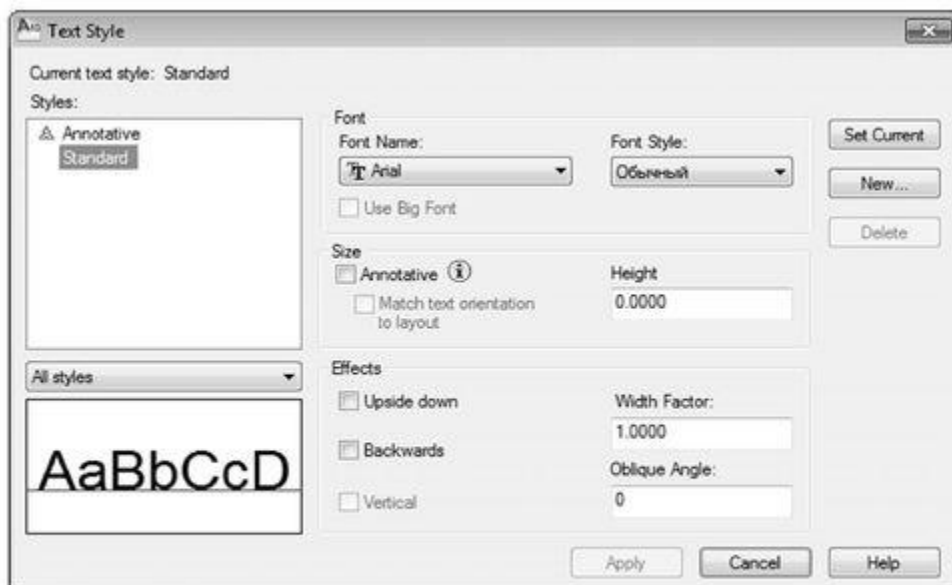 Text Style
Current text style: Standard
Styles:
Annotative
Standard
All styles
AaBbCcD
Font
Font Name:
Arial
Use Big Font
Font Style:
Обычный
Size
Annotative
Match text orientation
to layout
Height
0.0000
Effects
Upside down
Backwards
Vertical
Width Factor:
1.0000
Oblique Angle:
0
Set Current
New...
Delete
Apply
Cancel
Help